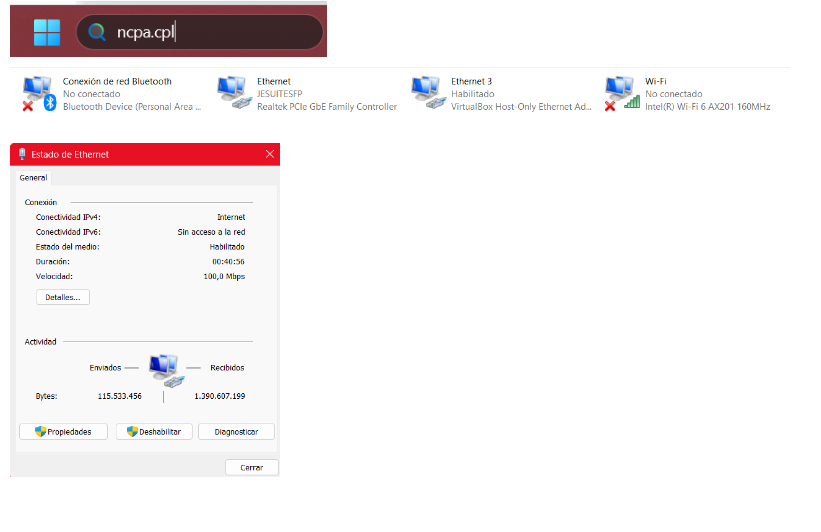 ncpa.cpl
Conexión de red Bluetooth
No conectado
Bluetooth Device (Personal Area ...
Ethernet
JESUITESFP
Realtek PCIe GbE Family Controller
Ethernet 3
Habilitado
VirtualBox Host-Only Ethernet Ad...
Wi-Fi
No conectado
Intel(R) Wi-Fi 6 AX201 160MHz
Estado de Ethernet
General
Conexión
Conectividad IPv4: Internet
Conectividad IPv6: Sin acceso a la red
Estado del medio: Habilitado
Duración: 00:40:56
Velocidad: 100,0 Mbps
Detalles...
Actividad
Enviados Recibidos
Bytes: 115.533.456 1.390.607.199
Propiedades Deshabilitar Diagnosticar
Cerrar